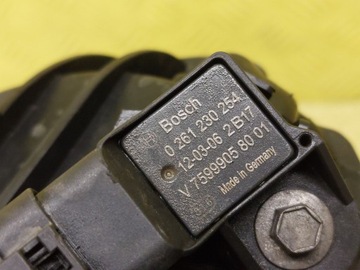 Bosch
0 261 230 254
12-03-06 2B17
V 7599905 80 01
Made in Germany